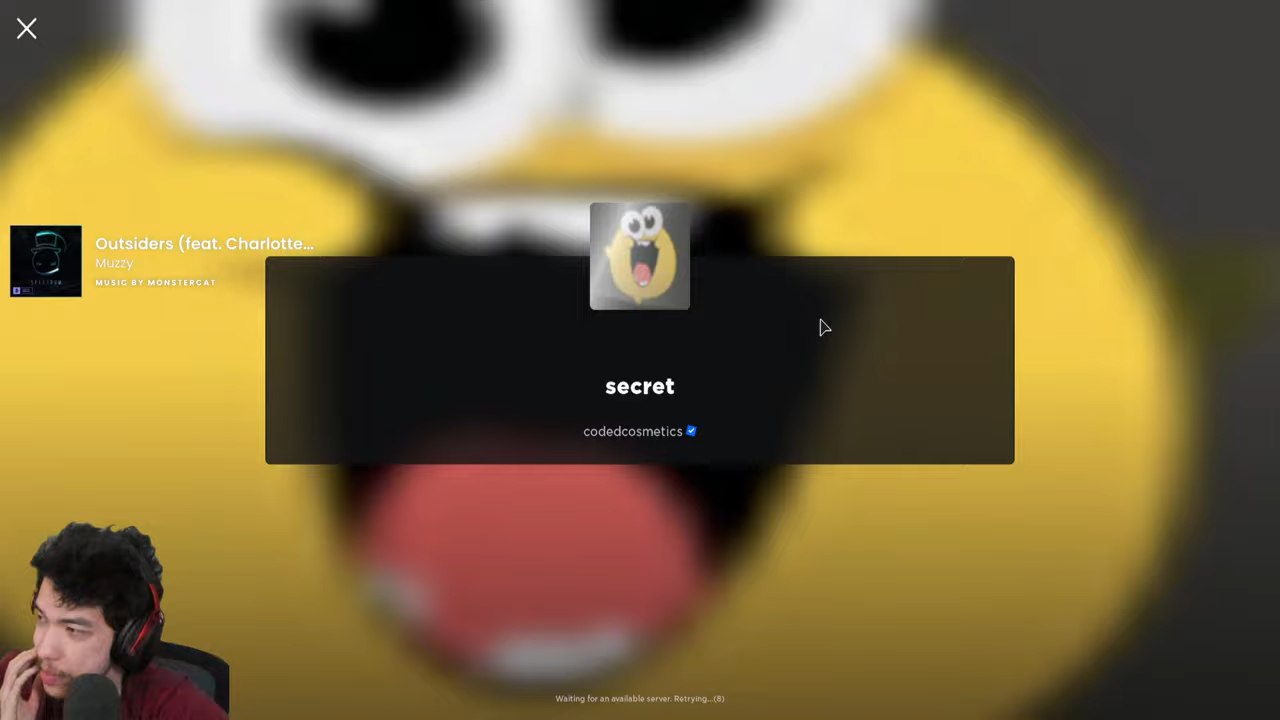 Outsiders (feat. Charlotte...
Muzzy
MUSIC BY MONSTERCAT
secret
codedcosmetics
Waiting for an available server. Retrying...(8)